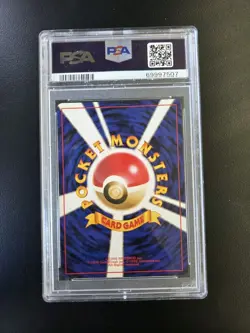 PSA
PSA
89997507
POCKET MONSTERS
CARD GAME